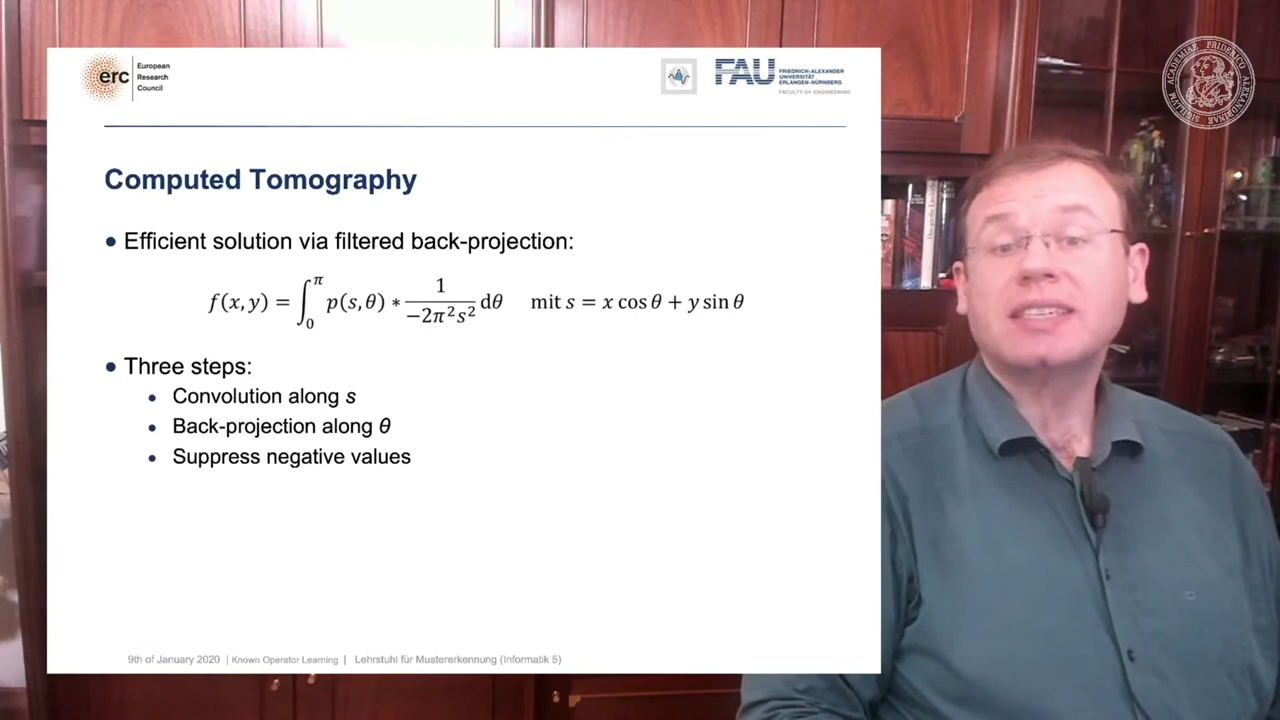 erc
European
Research
Council
FAU
FRIEDRICH-ALEXANDER
UNIVERSITÄT
ERLANGEN-NÜRNBERG
FACULTY OF ENGINEERING
Computed Tomography
• Efficient solution via filtered back-projection:
f(x, y) = ∫₀^π p(s, θ) ∗ 1/(−2π²s²) dθ mit s = x cos θ + y sin θ
• Three steps:
• Convolution along s
• Back-projection along θ
• Suppress negative values
9th of January 2020 | Known Operator Learning | Lehrstuhl für Mustererkennung (Informatik 5)